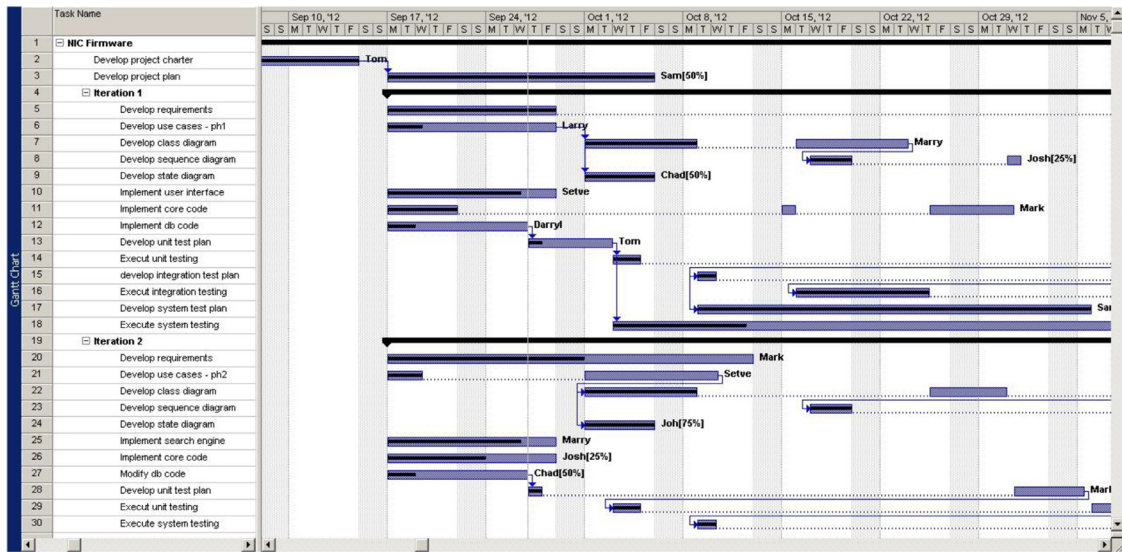 Task Name
Sep 10, '12 Sep 17, '12 Sep 24, '12 Oct 1, '12 Oct 8, '12 Oct 15, '12 Oct 22, '12 Oct 29, '12 Nov 5,
S S M T W T F S S M T W T F S S M T W T F S S M T W T F S S M T W T F S S M T W T F S S M T W T F S S M T W T F S S M T
1 NIC Firmware
2 Develop project charter Tom
3 Develop project plan Sam[50%]
4 Iteration 1
5 Develop requirements
6 Develop use cases - ph1 Larry
7 Develop class diagram Marry
8 Develop sequence diagram Josh[25%]
9 Develop state diagram Chad[50%]
10 Implement user interface Setve
11 Implement core code Mark
12 Implement db code Darryl
13 Develop unit test plan Tom
14 Execut unit testing
15 develop integration test plan
16 Execut integration testing
17 Develop system test plan Sa
18 Execute system testing
19 Iteration 2
20 Develop requirements Mark
21 Develop use cases - ph2 Setve
22 Develop class diagram
23 Develop sequence diagram
24 Develop state diagram Joh[75%]
25 Implement search engine Marry
26 Implement core code Josh[25%]
27 Modify db code Chad[50%]
28 Develop unit test plan Mar
29 Execut unit testing
30 Execute system testing
Gantt Chart